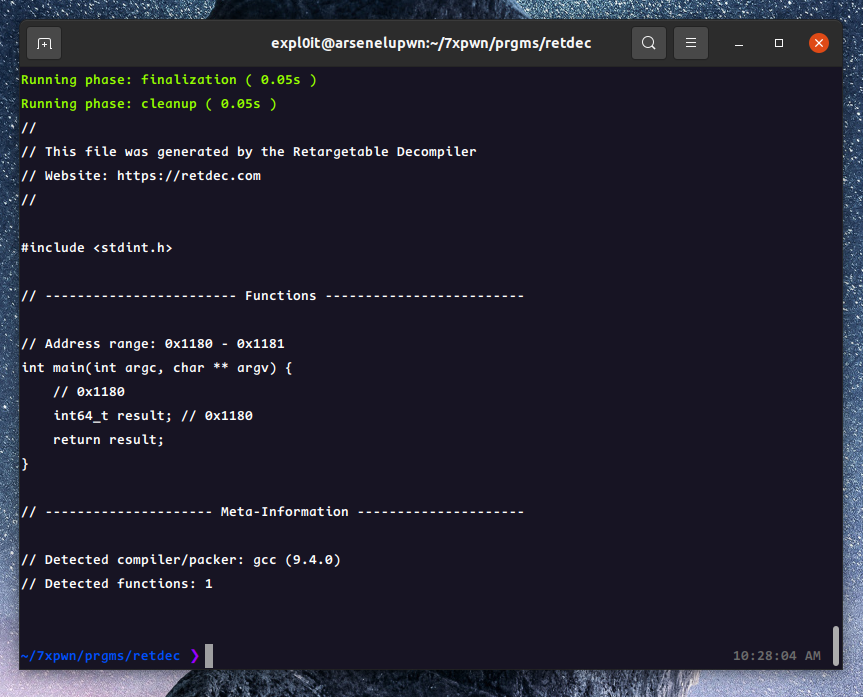 expl0it@arsenelupwn:~/7xpwn/prgms/retdec
Running phase: finalization ( 0.05s )
Running phase: cleanup ( 0.05s )
//
// This file was generated by the Retargetable Decompiler
// Website: https://retdec.com
//
#include <stdint.h>
// ------------------------ Functions -------------------------
// Address range: 0x1180 - 0x1181
int main(int argc, char ** argv) {
    // 0x1180
    int64_t result; // 0x1180
    return result;
}
// --------------------- Meta-Information ---------------------
// Detected compiler/packer: gcc (9.4.0)
// Detected functions: 1
~/7xpwn/prgms/retdec ❯ 10:28:04 AM